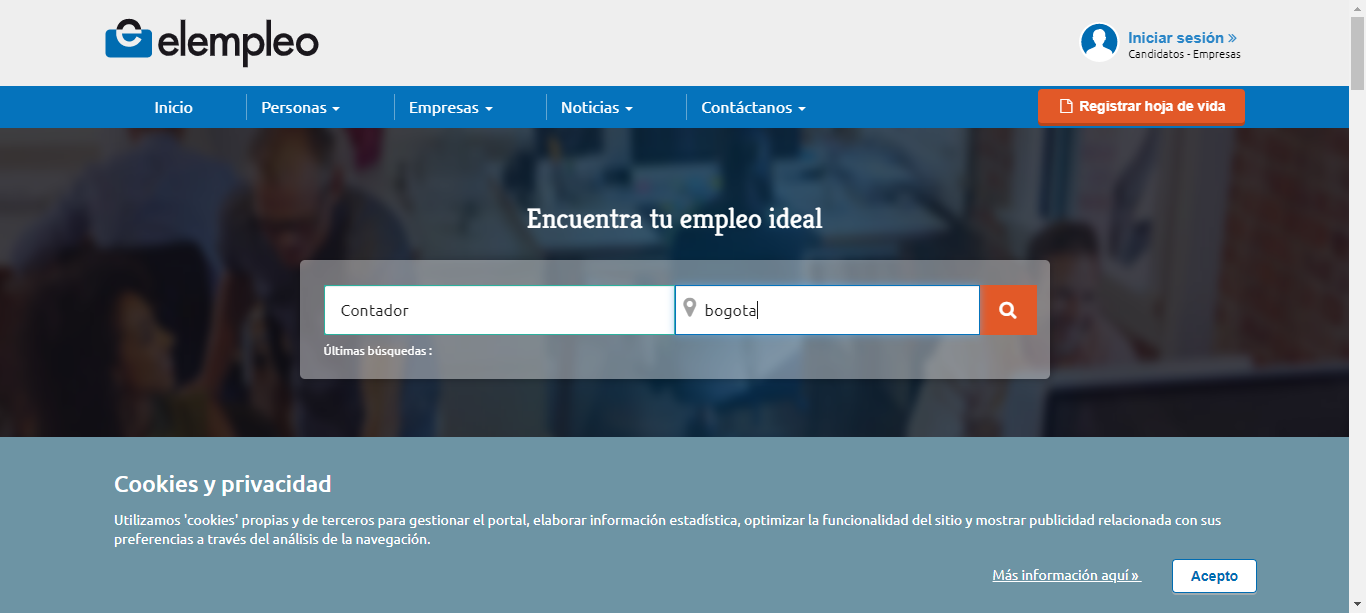 elempleo
Iniciar sesión »
Candidatos - Empresas
Inicio
Personas
Empresas
Noticias
Contáctanos
Registrar hoja de vida
Encuentra tu empleo ideal
Contador
bogota
Últimas búsquedas :
Cookies y privacidad
Utilizamos 'cookies' propias y de terceros para gestionar el portal, elaborar información estadística, optimizar la funcionalidad del sitio y mostrar publicidad relacionada con sus
preferencias a través del análisis de la navegación.
Más información aquí »
Acepto